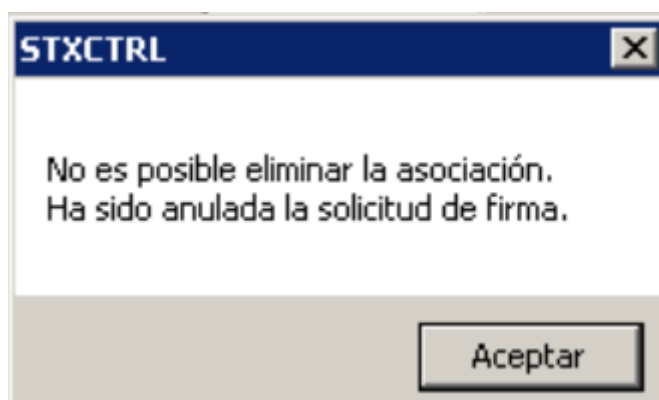 STXCTRL
No es posible eliminar la asociación.
Ha sido anulada la solicitud de firma.
Aceptar